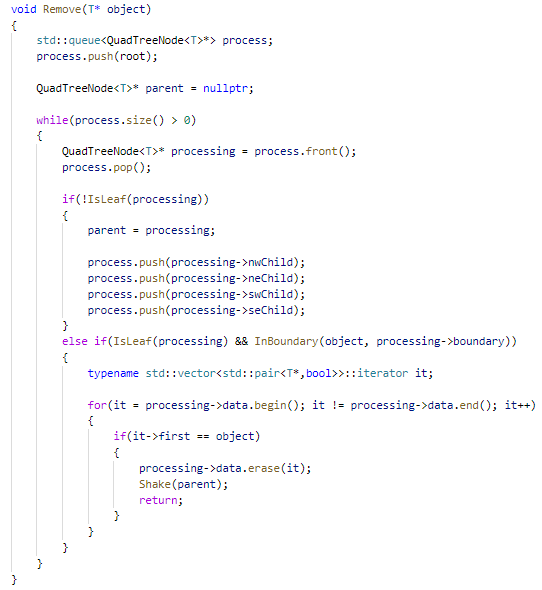 void Remove(T* object)
{
    std::queue<QuadTreeNode<T>*> process;
    process.push(root);

    QuadTreeNode<T>* parent = nullptr;

    while(process.size() > 0)
    {
        QuadTreeNode<T>* processing = process.front();
        process.pop();

        if(!IsLeaf(processing))
        {
            parent = processing;

            process.push(processing->nwChild);
            process.push(processing->neChild);
            process.push(processing->swChild);
            process.push(processing->seChild);
        }
        else if(IsLeaf(processing) && InBoundary(object, processing->boundary))
        {
            typename std::vector<std::pair<T*,bool>>::iterator it;

            for(it = processing->data.begin(); it != processing->data.end(); it++)
            {
                if(it->first == object)
                {
                    processing->data.erase(it);
                    Shake(parent);
                    return;
                }
            }
        }
    }
}